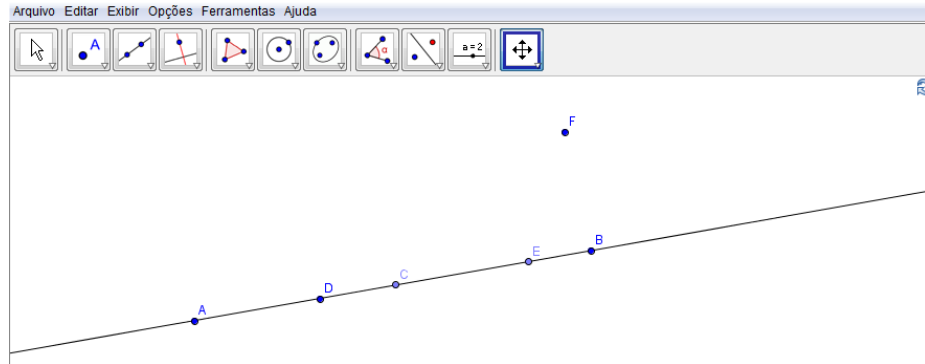 Arquivo Editar Exibir Opções Ferramentas Ajuda
A α a = 2
F
B
E
C
D
A